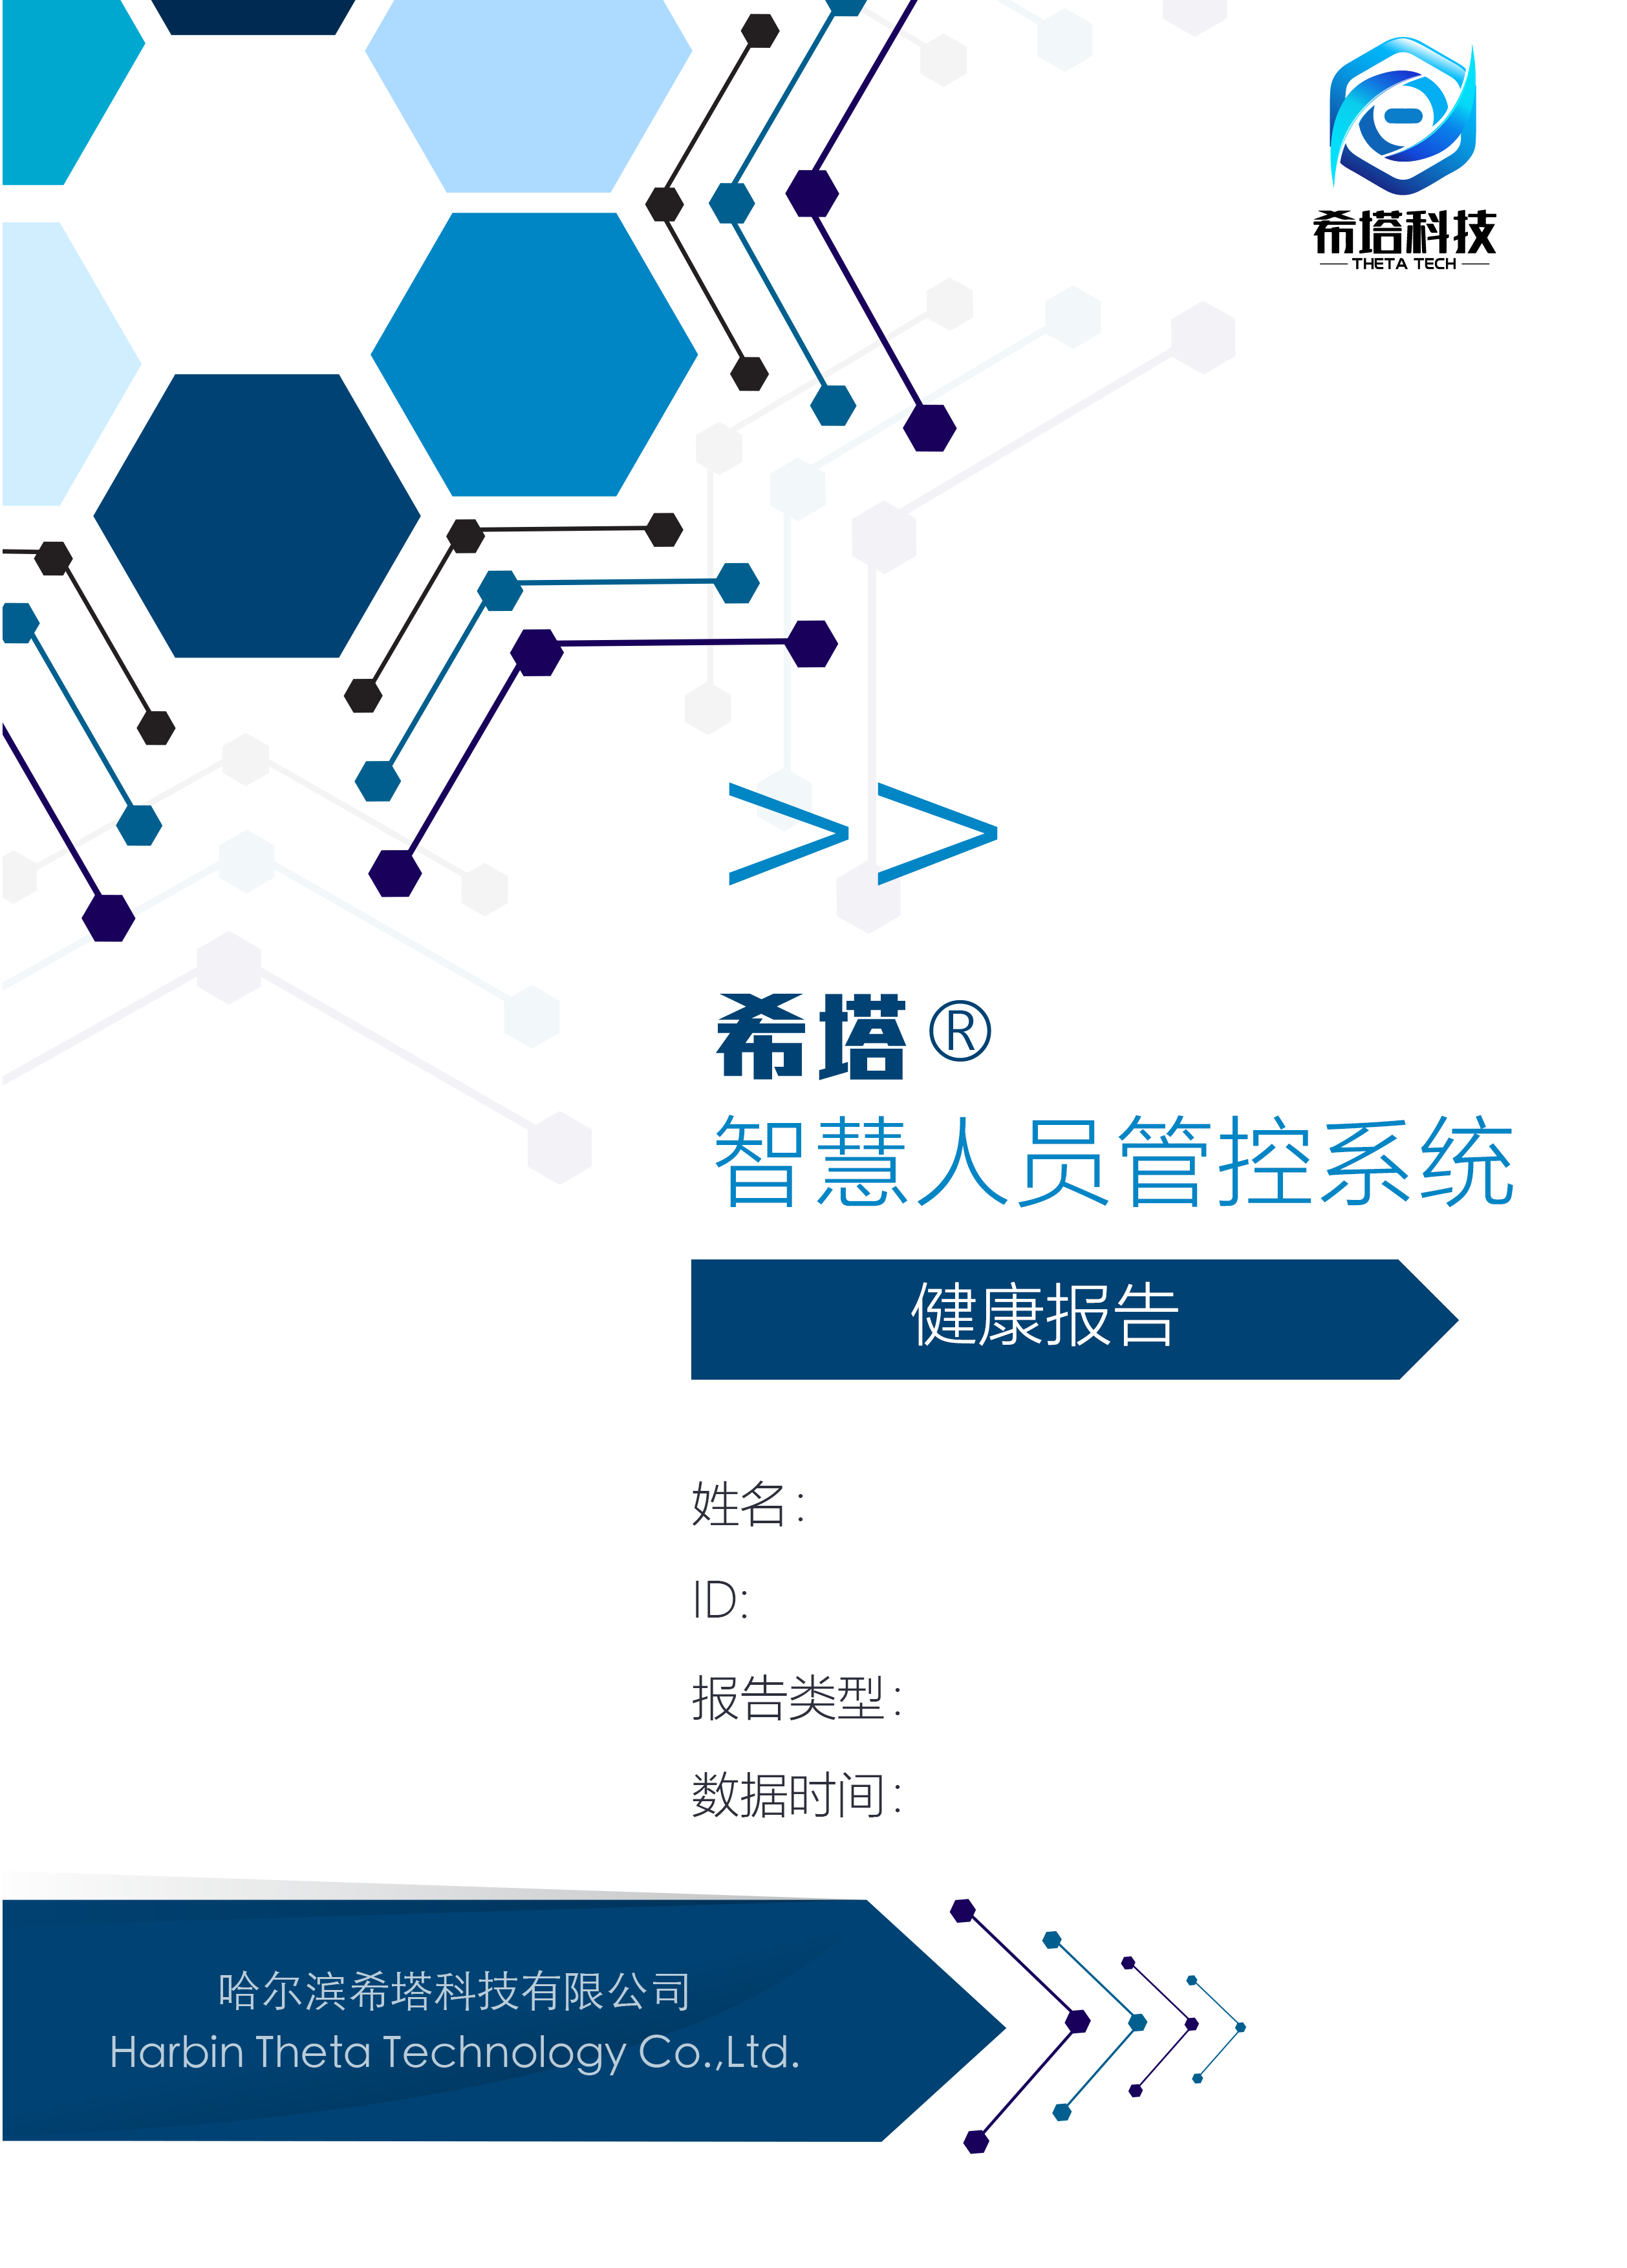 希塔科技
THETA TECH
>>
希塔®
智慧人员管控系统
健康报告
姓名:
ID:
报告类型:
数据时间:
哈尔滨希塔科技有限公司
Harbin Theta Technology Co.,Ltd.